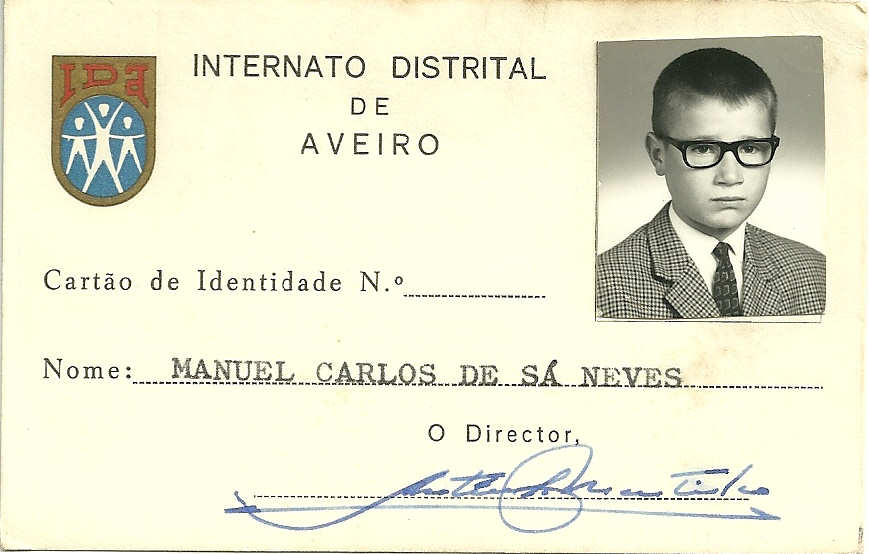 IDA
INTERNATO DISTRITAL
DE
AVEIRO
Cartão de Identidade N.º
Nome: MANUEL CARLOS DE SÁ NEVES
O Director,